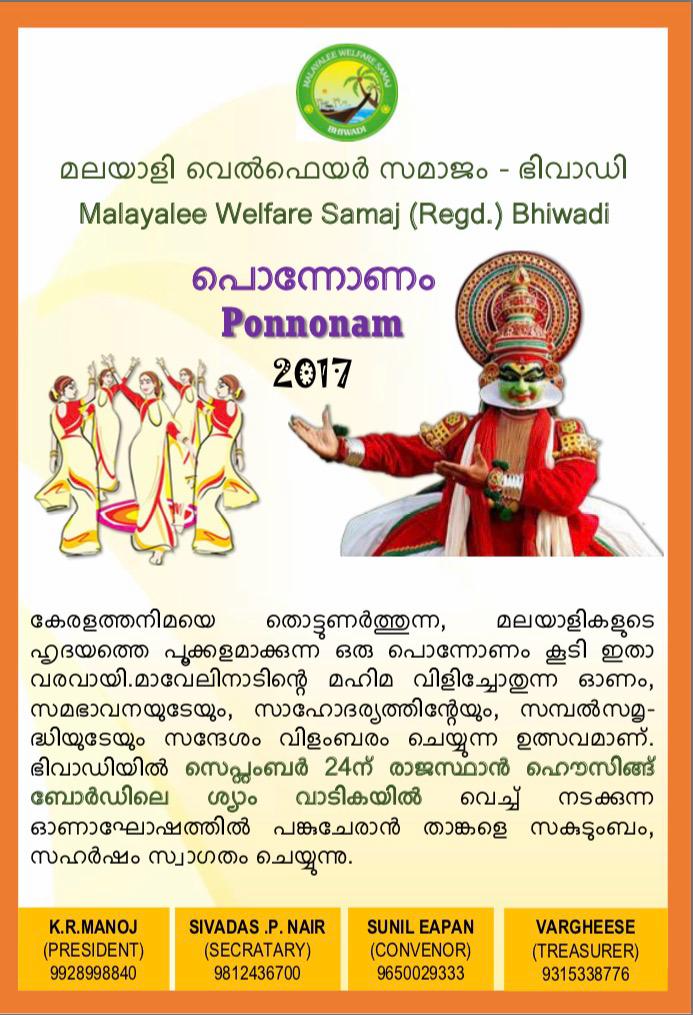 MALAYALEE WELFARE SAMAJ
BHIWADI
മലയാളി വെൽഫെയർ സമാജം - ഭിവാഡി
Malayalee Welfare Samaj (Regd.) Bhiwadi
പൊന്നോണം
Ponnonam
2017
കേരളത്തനിമയെ തൊട്ടുണർത്തുന്ന, മലയാളികളുടെ
ഹൃദയത്തെ പൂക്കളമാക്കുന്ന ഒരു പൊന്നോണം കൂടി ഇതാ
വരവായി.മാവേലിനാടിന്റെ മഹിമ വിളിച്ചോതുന്ന ഓണം,
സമഭാവനയുടേയും, സാഹോദര്യത്തിന്റേയും, സമ്പൽസമൃ-
ദ്ധിയുടേയും സന്ദേശം വിളംബരം ചെയ്യുന്ന ഉത്സവമാണ്.
ഭിവാഡിയിൽ സെപ്റ്റംബർ 24ന് രാജസ്ഥാൻ ഹൌസിങ്ങ്
ബോർഡിലെ ശ്യാം വാടികയിൽ വെച്ച് നടക്കുന്ന
ഓണാഘോഷത്തിൽ പങ്കുചേരാൻ താങ്കളെ സകുടുംബം,
സഹർഷം സ്വാഗതം ചെയ്യുന്നു.
K.R.MANOJ
(PRESIDENT)
9928998840
SIVADAS .P. NAIR
(SECRATARY)
9812436700
SUNIL EAPAN
(CONVENOR)
9650029333
VARGHEESE
(TREASURER)
9315338776